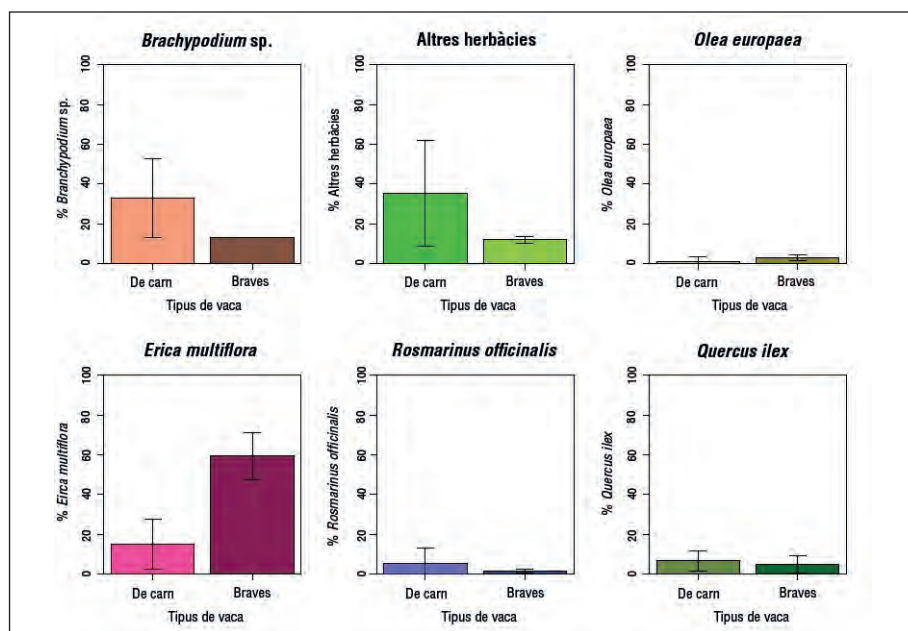 Brachypodium sp.
% Branchypodium sp.
100
80
60
40
20
0
De carn
Braves
Tipus de vaca
Altres herbàcies
% Altres herbàcies
100
80
60
40
20
0
De carn
Braves
Tipus de vaca
Olea europaea
% Olea europaea
100
80
60
40
20
0
De carn
Braves
Tipus de vaca
Erica multiflora
% Eirca multiflora
100
80
60
40
20
0
De carn
Braves
Tipus de vaca
Rosmarinus officinalis
% Rosmarinus officinalis
100
80
60
40
20
0
De carn
Braves
Tipus de vaca
Quercus ilex
% Quercus ilex
100
80
60
40
20
0
De carn
Braves
Tipus de vaca